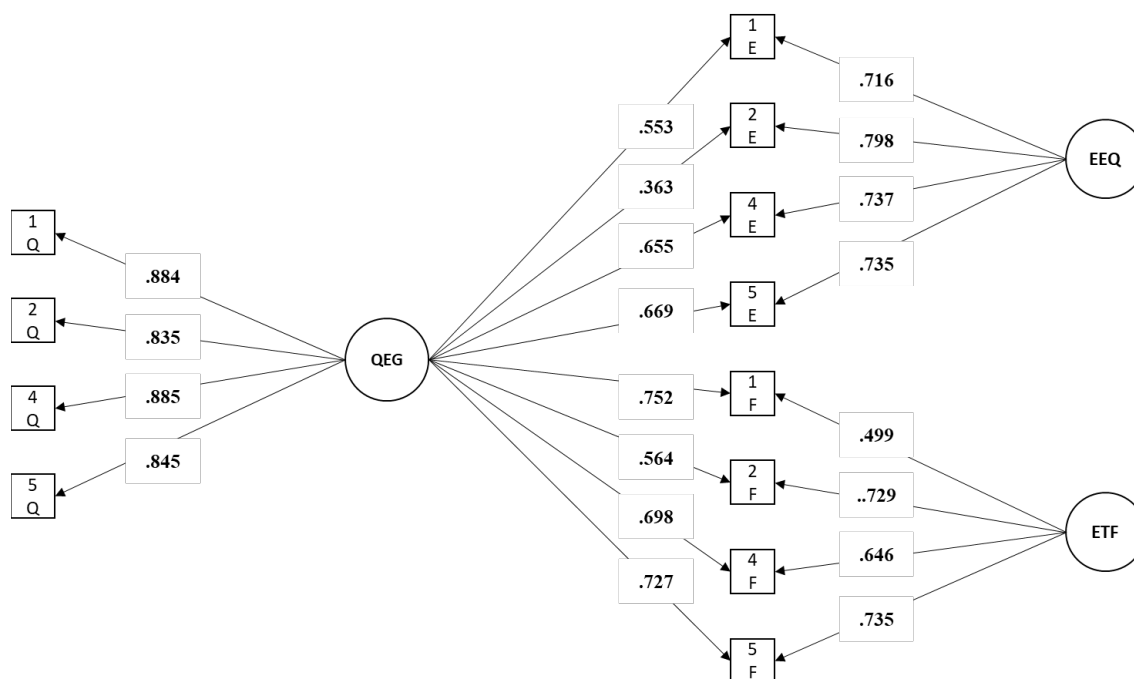 1
Q
2
Q
4
Q
5
Q
.884
.835
.885
.845
QEG
.553
.363
.655
.669
.752
.564
.698
.727
1
E
2
E
4
E
5
E
1
F
2
F
4
F
5
F
.716
.798
.737
.735
.499
..729
.646
.735
EEQ
ETF